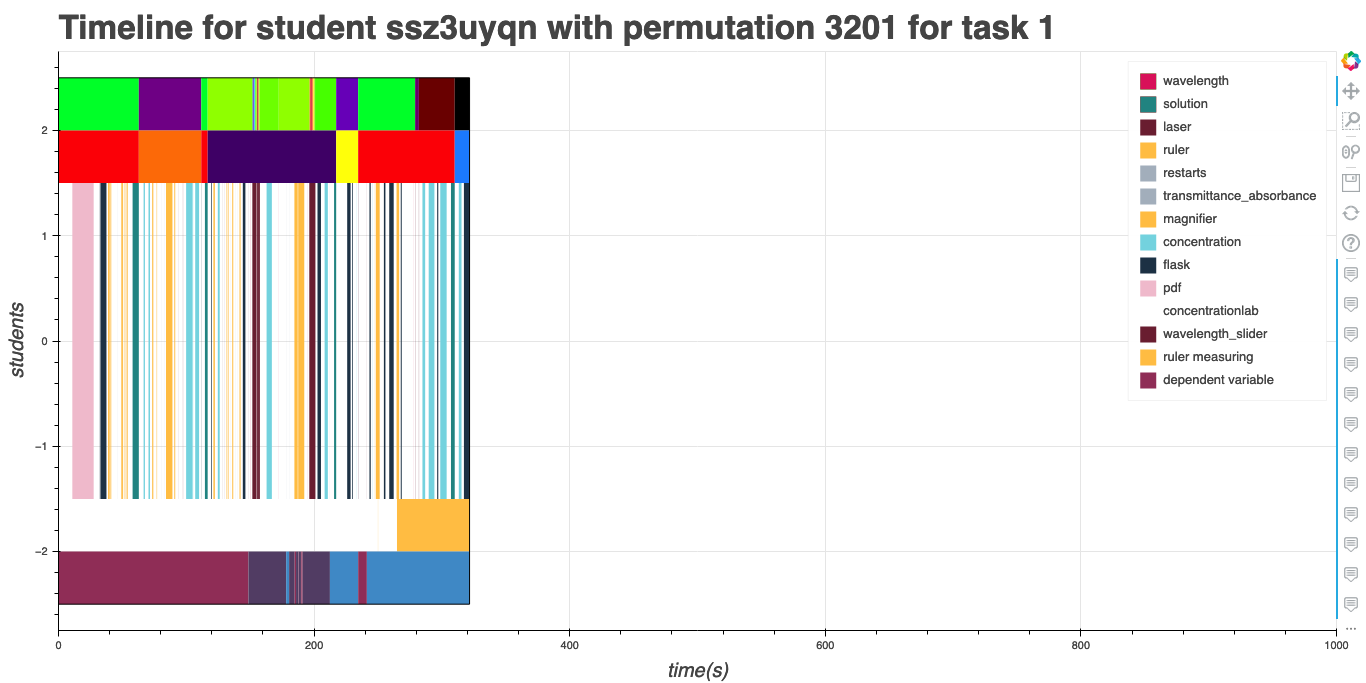 Timeline for student ssz3uyqn with permutation 3201 for task 1
wavelength
solution
laser
ruler
restarts
transmittance_absorbance
magnifier
concentration
flask
pdf
concentrationlab
wavelength_slider
ruler measuring
dependent variable
2
1
0
−1
−2
students
0 200 400 600 800 1000
time(s)